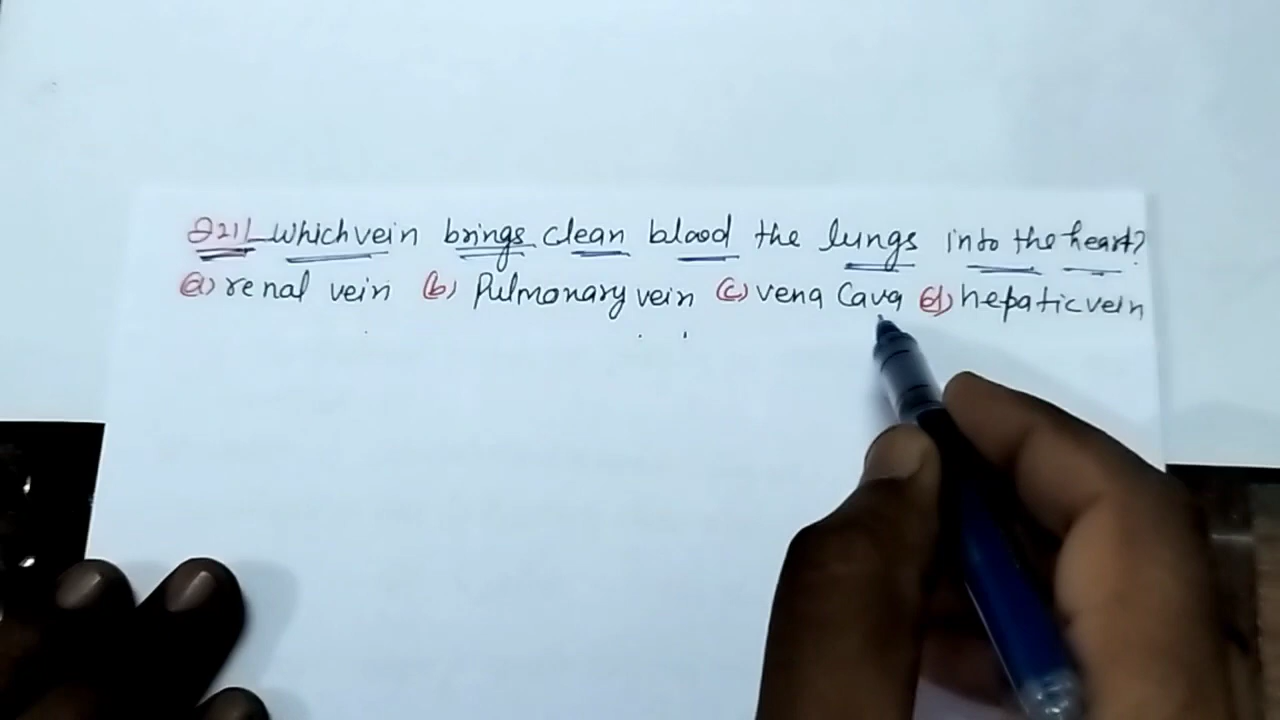 Q21) Which vein brings clean blood the lungs into the heart?
(a) renal vein (b) Pulmonary vein (c) vena Cava (d) hepatic vein